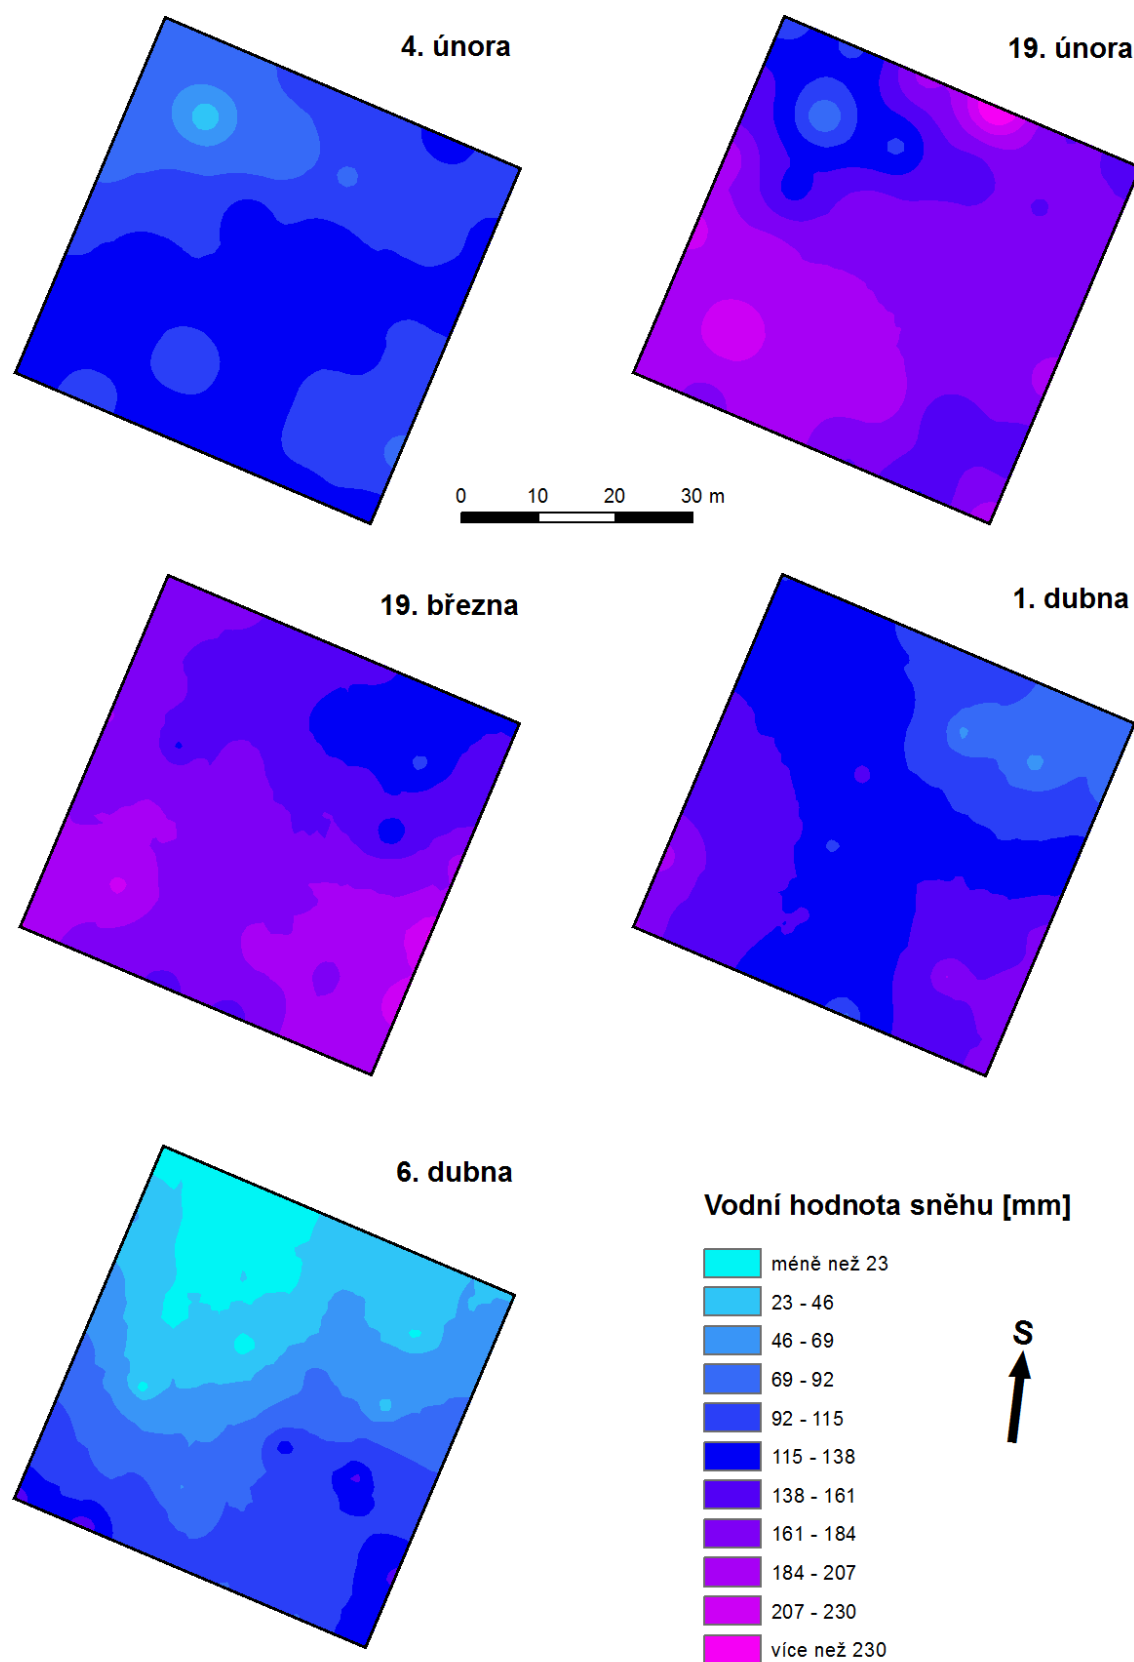 4. února
19. února
0 10 20 30 m
19. března
1. dubna
6. dubna
Vodní hodnota sněhu [mm]
méně než 23
23 - 46
46 - 69
69 - 92
92 - 115
115 - 138
138 - 161
161 - 184
184 - 207
207 - 230
více než 230
S